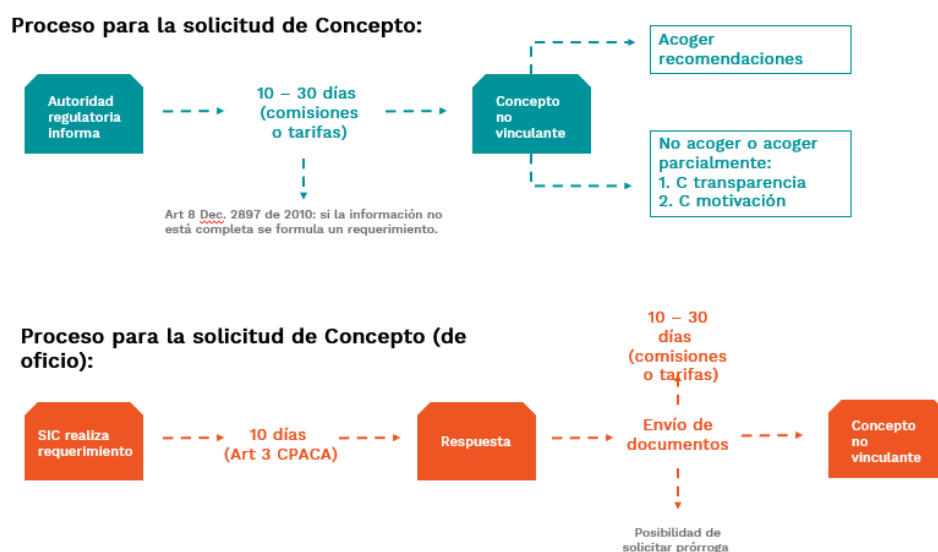 Proceso para la solicitud de Concepto:
Autoridad
regulatoria
informa
10 – 30 días
(comisiones
o tarifas)
Art 8 Dec. 2897 de 2010: si la información no
está completa se formula un requerimiento.
Concepto
no
vinculante
Acoger
recomendaciones
No acoger o acoger
parcialmente:
1. C transparencia
2. C motivación
Proceso para la solicitud de Concepto (de
oficio):
SIC realiza
requerimiento
10 días
(Art 3 CPACA)
Respuesta
10 – 30
días
(comisiones
o tarifas)
Envío de
documentos
Posibilidad de
solicitar prórroga
Concepto
no
vinculante